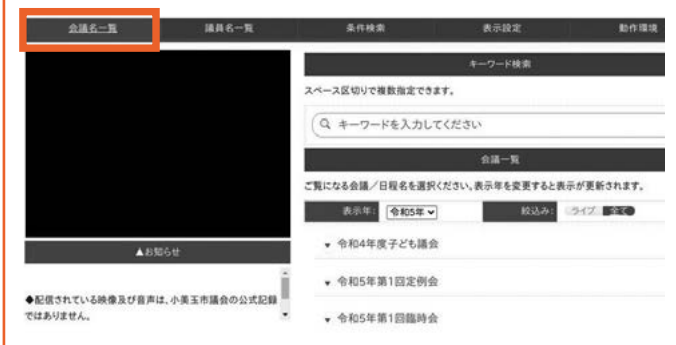 会議名一覧 議員名一覧 条件検索 表示設定 動作環境
キーワード検索
スペース区切りで複数指定できます。
キーワードを入力してください
会議一覧
ご覧になる会議／日程名を選択ください。表示年を変更すると表示が更新されます。
表示年: 令和5年 絞込み: ライブ 全て
▼ 令和4年度子ども議会
▼ 令和5年第1回定例会
▼ 令和5年第1回臨時会
▲お知らせ
◆配信されている映像及び音声は、小美玉市議会の公式記録
ではありません。